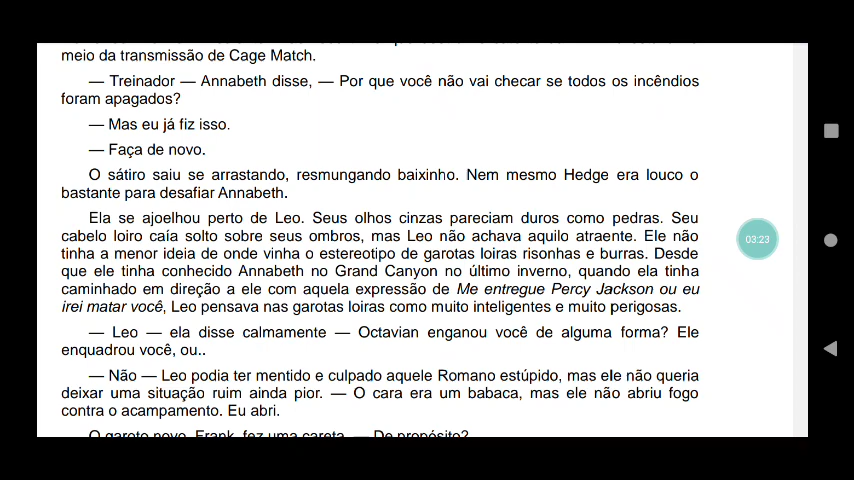 meio da transmissão de Cage Match.
— Treinador — Annabeth disse, — Por que você não vai checar se todos os incêndios
foram apagados?
— Mas eu já fiz isso.
— Faça de novo.
O sátiro saiu se arrastando, resmungando baixinho. Nem mesmo Hedge era louco o
bastante para desafiar Annabeth.
Ela se ajoelhou perto de Leo. Seus olhos cinzas pareciam duros como pedras. Seu
cabelo loiro caía solto sobre seus ombros, mas Leo não achava aquilo atraente. Ele não
tinha a menor ideia de onde vinha o estereotipo de garotas loiras risonhas e burras. Desde
que ele tinha conhecido Annabeth no Grand Canyon no último inverno, quando ela tinha
caminhado em direção a ele com aquela expressão de Me entregue Percy Jackson ou eu
irei matar você, Leo pensava nas garotas loiras como muito inteligentes e muito perigosas.
03:23
— Leo — ela disse calmamente — Octavian enganou você de alguma forma? Ele
enquadrou você, ou..
— Não — Leo podia ter mentido e culpado aquele Romano estúpido, mas ele não queria
deixar uma situação ruim ainda pior. — O cara era um babaca, mas ele não abriu fogo
contra o acampamento. Eu abri.
O garoto novo, Frank, fez uma careta. — De propósito?